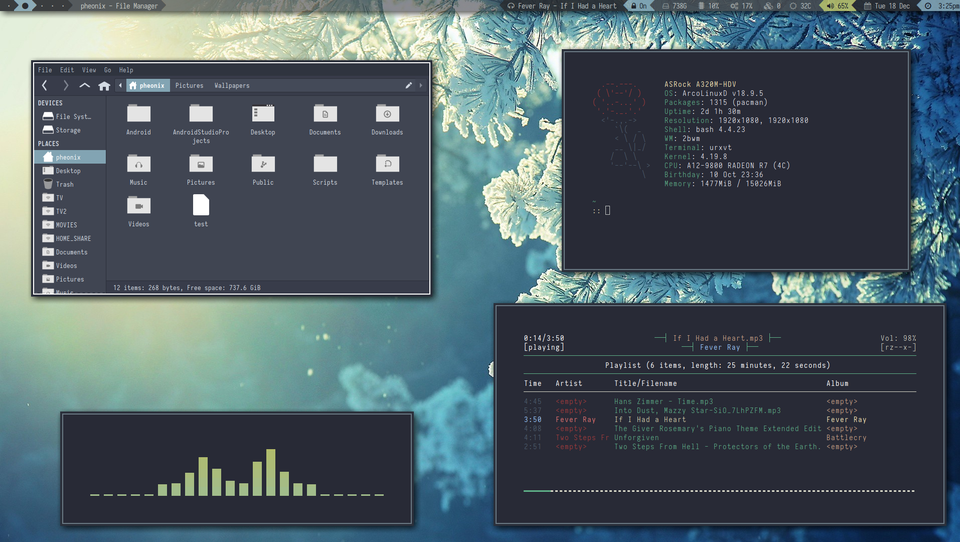 pheonix - File Manager
Fever Ray - If I Had a Heart
On
738G
10%
17%
0
32C
65%
Tue 18 Dec
3:25pm
File Edit View Go Help
pheonix Pictures Wallpapers
DEVICES
File Syst…
Storage
PLACES
pheonix
Desktop
Trash
TV
TV2
MOVIES
HOME_SHARE
Documents
Videos
Pictures
Music
Android
AndroidStudioPro
jects
Desktop
Documents
Downloads
Music
Pictures
Public
Scripts
Templates
Videos
test
12 items: 268 bytes, Free space: 737.6 GiB
ASRock A320M-HDV
OS: ArcoLinuxD v18.9.5
Packages: 1315 (pacman)
Uptime: 2d 1h 30m
Resolution: 1920x1080, 1920x1080
Shell: bash 4.4.23
WM: 2bwm
Terminal: urxvt
Kernel: 4.19.8
CPU: A12-9800 RADEON R7 (4C)
Birthday: 10 Oct 23:36
Memory: 1477MiB / 15026MiB
~
::
0:14/3:50 ──┤ If I Had a Heart.mp3 ├── Vol: 98%
[playing] ──┤ Fever Ray ├── [rz--x-]
Playlist (6 items, length: 25 minutes, 22 seconds)
Time Artist Title/Filename Album
4:45 <empty> Hans Zimmer - Time.mp3 <empty>
5:37 <empty> Into Dust, Mazzy Star-SiO_7LhPZFM.mp3 <empty>
3:50 Fever Ray If I Had a Heart Fever Ray
4:08 <empty> The Giver Rosemary's Piano Theme Extended Edit <empty>
4:11 Two Steps Fr Unforgiven Battlecry
2:51 <empty> Two Steps From Hell - Protectors of the Earth. <empty>